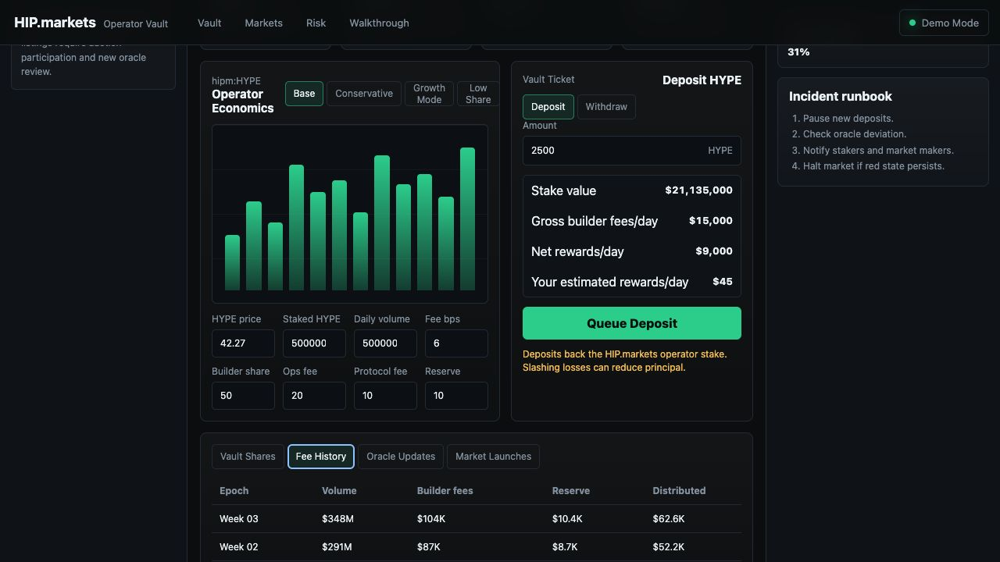 HIP.markets Operator Vault Vault Markets Risk Walkthrough Demo Mode
participation and new oracle
review.
hipm:HYPE
Operator
Economics
Base
Conservative
Growth
Mode
Low
Share
HYPE price Staked HYPE Daily volume Fee bps
42.27 500000 500000 6
Builder share Ops fee Protocol fee Reserve
50 20 10 10
Vault Ticket
Deposit HYPE
Deposit Withdraw
Amount
2500 HYPE
Stake value $21,135,000
Gross builder fees/day $15,000
Net rewards/day $9,000
Your estimated rewards/day $45
Queue Deposit
Deposits back the HIP.markets operator stake.
Slashing losses can reduce principal.
31%
Incident runbook
1. Pause new deposits.
2. Check oracle deviation.
3. Notify stakers and market makers.
4. Halt market if red state persists.
Vault Shares Fee History Oracle Updates Market Launches
Epoch Volume Builder fees Reserve Distributed
Week 03 $348M $104K $10.4K $62.6K
Week 02 $291M $87K $8.7K $52.2K